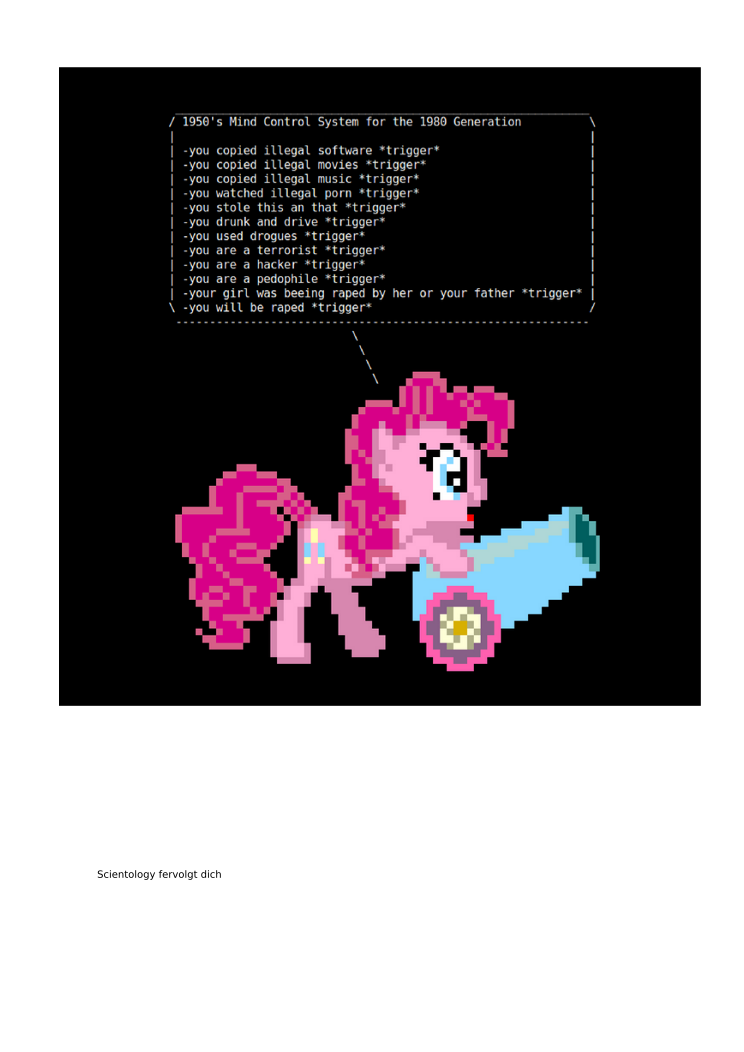 1950's Mind Control System for the 1980 Generation
-you copied illegal software *trigger*
-you copied illegal movies *trigger*
-you copied illegal music *trigger*
-you watched illegal porn *trigger*
-you stole this an that *trigger*
-you drunk and drive *trigger*
-you used drogues *trigger*
-you are a terrorist *trigger*
-you are a hacker *trigger*
-you are a pedophile *trigger*
-your girl was beeing raped by her or your father *trigger*
-you will be raped *trigger*
Scientology fervolgt dich